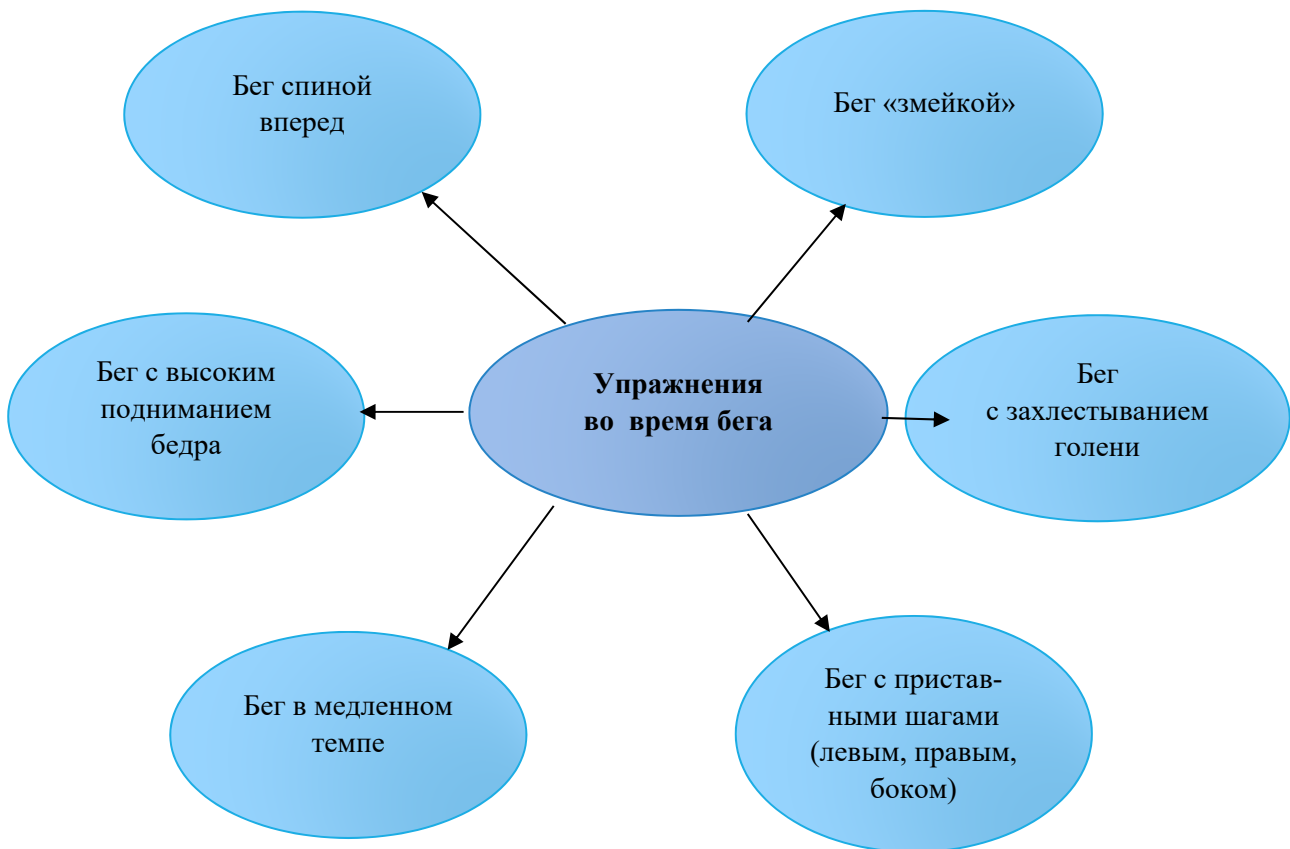 Бег спиной
вперед
Бег «змейкой»
Бег с высоким
подниманием
бедра
Упражнения
во  время бега
Бег
с захлестыванием
голени
Бег в медленном
темпе
Бег с пристав-
ными шагами
(левым, правым,
боком)